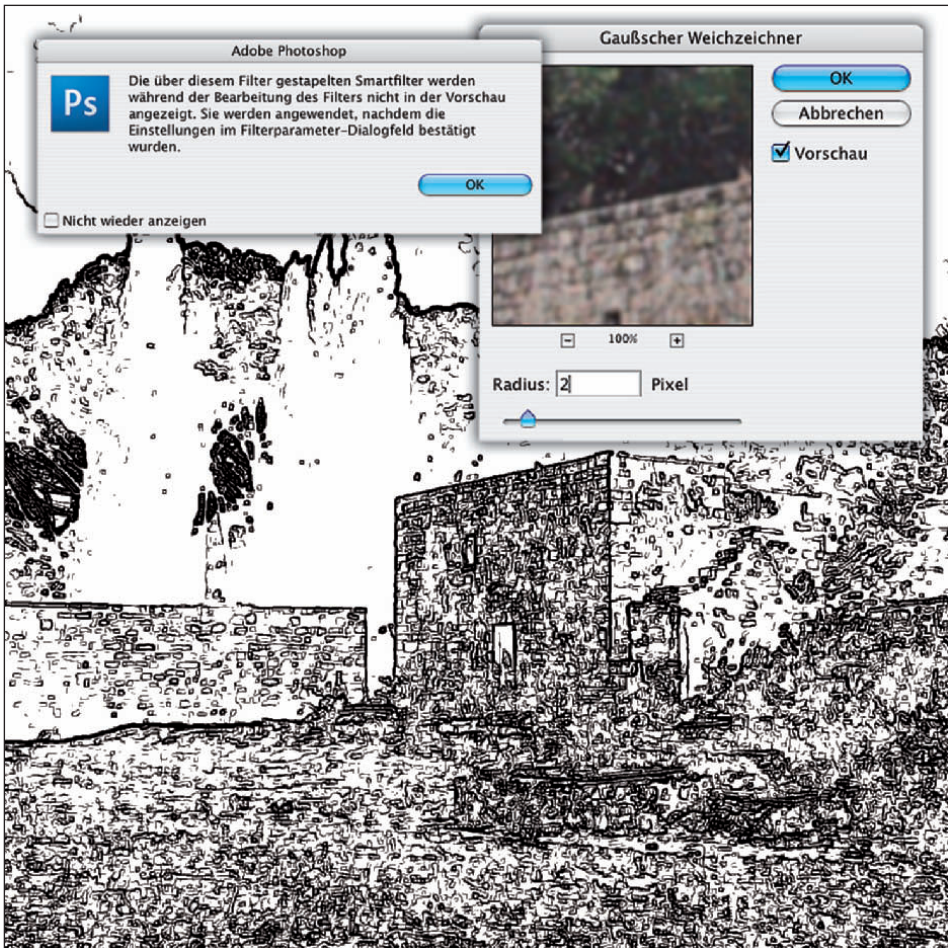 Adobe Photoshop
Ps
Die über diesem Filter gestapelten Smartfilter werden
während der Bearbeitung des Filters nicht in der Vorschau
angezeigt. Sie werden angewendet, nachdem die
Einstellungen im Filterparameter-Dialogfeld bestätigt
wurden.
OK
Nicht wieder anzeigen
Gaußscher Weichzeichner
OK
Abbrechen
Vorschau
100%
Radius: 2 Pixel